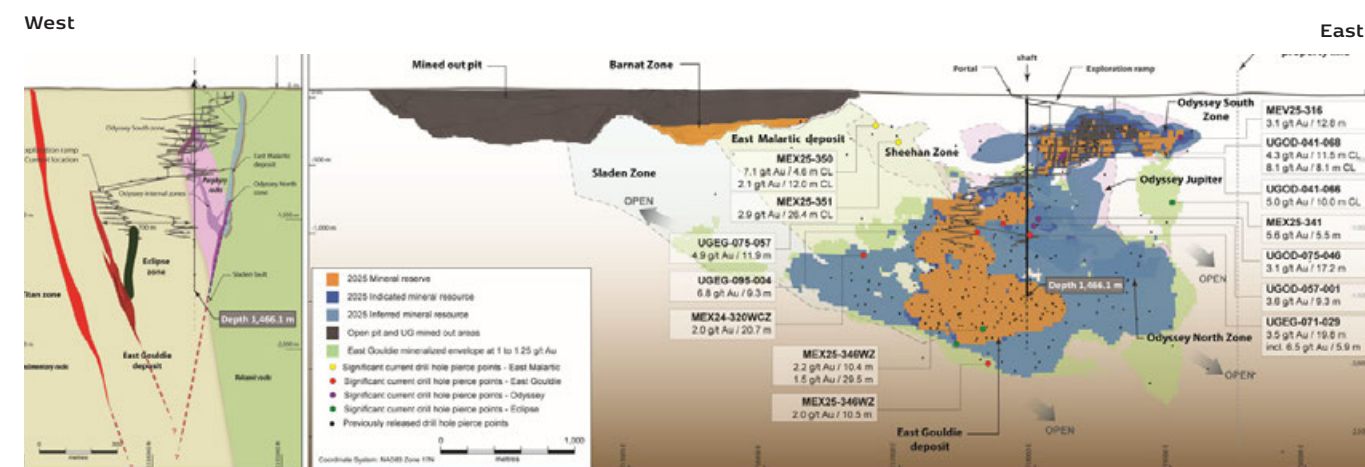 West
East
0 m
Odyssey South zone
Current location
East Malartic
deposit
Odyssey North
zone
Odyssey internal zones
Porphyry
rocks
Eclipse
zone
Sladen fault
Depth 1,466.1 m
East Gouldie
deposit
metres
?
?
Mined out pit
Barnat Zone
shaft
Portal
Exploration ramp
East Malartic deposit
MEX25-350
7.1 g/t Au / 4.6 m CL
2.1 g/t Au / 12.0 m CL
MEX25-351
2.9 g/t Au / 26.4 m CL
Sheehan Zone
Odyssey South
Zone
Odyssey Jupiter
Sladen Zone
OPEN
UGEG-075-057
4.9 g/t Au / 11.9 m
UGEG-095-004
6.8 g/t Au / 9.3 m
MEX24-320WCZ
2.0 g/t Au / 20.7 m
MEX25-346WZ
2.2 g/t Au / 10.4 m
1.5 g/t Au / 29.5 m
MEX25-346WZ
2.0 g/t Au / 10.5 m
East Gouldie
deposit
Depth 1,466.1 m
Odyssey North Zone
OPEN
OPEN
OPEN
MEV25-316
3.1 g/t Au / 12.8 m
UGOD-041-068
4.3 g/t Au / 11.5 m CL
8.1 g/t Au / 8.1 m CL
UGOD-041-066
5.0 g/t Au / 10.0 m CL
MEX25-341
5.6 g/t Au / 5.5 m
UGOD-075-046
3.1 g/t Au / 17.2 m
UGOD-057-001
3.6 g/t Au / 9.3 m
UGEG-071-029
3.5 g/t Au / 19.8 m
incl. 6.5 g/t Au / 5.9 m
2025 Mineral reserve
2025 Indicated mineral resource
2025 Inferred mineral resource
Open pit and UG mined out areas
East Gouldie mineralized envelope at 1 to 1.25 g/t Au
Significant current drill hole pierce points - East Malartic
Significant current drill hole pierce points - East Gouldie
Significant current drill hole pierce points - Odyssey
Significant current drill hole pierce points - Eclipse
Previously released drill hole pierce points
0 1,000
metres
Coordinate System: NAD83 Zone 17N